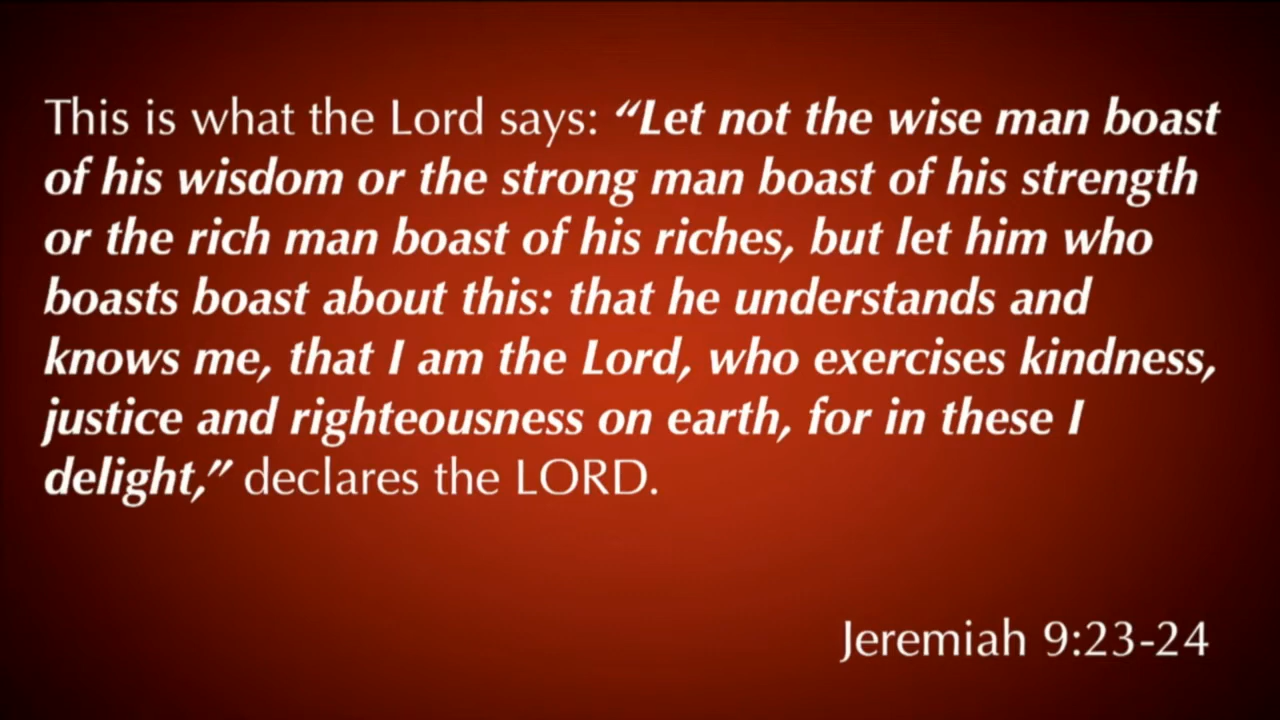 This is what the Lord says: “Let not the wise man boast
of his wisdom or the strong man boast of his strength
or the rich man boast of his riches, but let him who
boasts boast about this: that he understands and
knows me, that I am the Lord, who exercises kindness,
justice and righteousness on earth, for in these I
delight,” declares the LORD.
Jeremiah 9:23-24